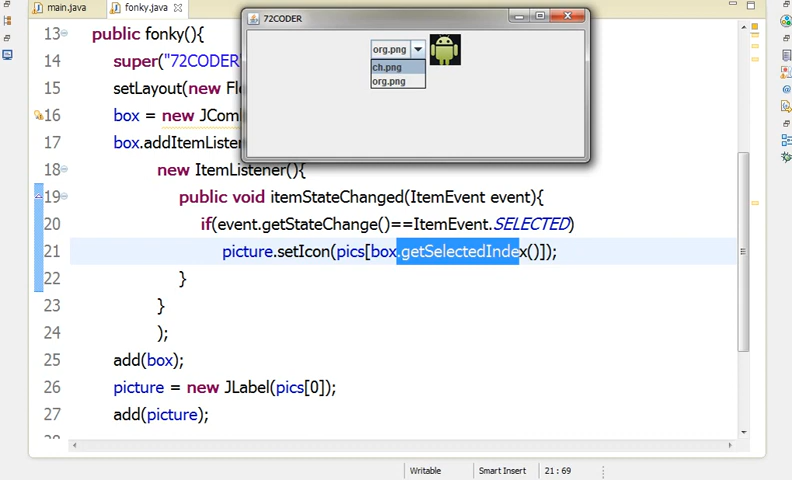 main.java
fonky.java
72CODER
13
public fonky(){
14
super("72CODER"
org.png
ch.png
org.png
15
setLayout(new Flo
16
box = new JCom
17
box.addItemListene
18
new ItemListener(){
19
public void itemStateChanged(ItemEvent event){
20
if(event.getStateChange()==ItemEvent.SELECTED)
21
picture.setIcon(pics[box.getSelectedIndex()]);
22
}
23
}
24
);
25
add(box);
26
picture = new JLabel(pics[0]);
27
add(picture);
Writable
Smart Insert
21 : 69